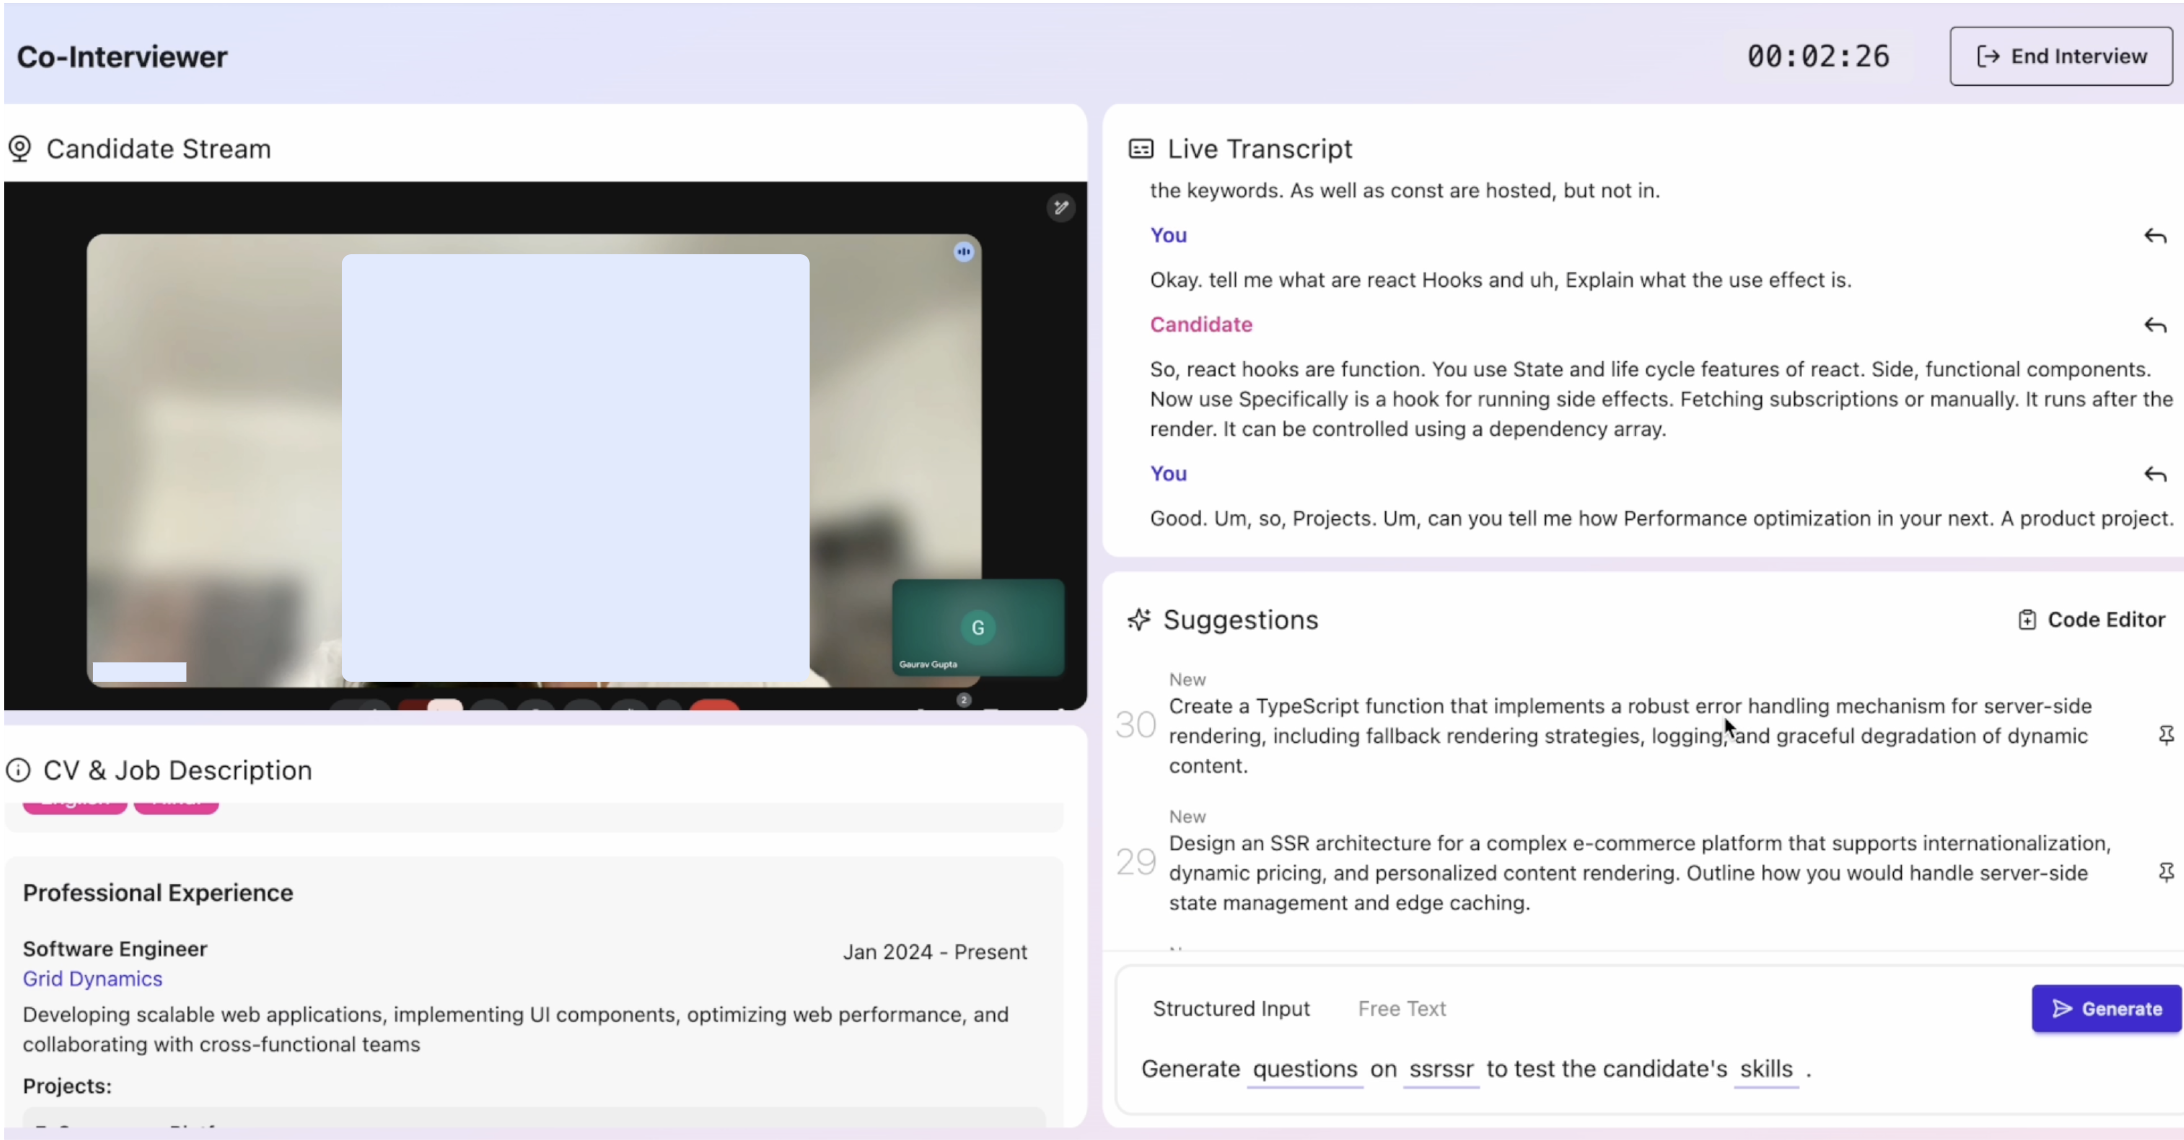 Co-Interviewer
00:02:26
End Interview
Candidate Stream
G
Gaurav Gupta
2
CV & Job Description
Professional Experience
Software Engineer
Jan 2024 - Present
Grid Dynamics
Developing scalable web applications, implementing UI components, optimizing web performance, and
collaborating with cross-functional teams
Projects:
Live Transcript
the keywords. As well as const are hosted, but not in.
You
Okay. tell me what are react Hooks and uh, Explain what the use effect is.
Candidate
So, react hooks are function. You use State and life cycle features of react. Side, functional components.
Now use Specifically is a hook for running side effects. Fetching subscriptions or manually. It runs after the
render. It can be controlled using a dependency array.
You
Good. Um, so, Projects. Um, can you tell me how Performance optimization in your next. A product project.
Suggestions
Code Editor
New
30
Create a TypeScript function that implements a robust error handling mechanism for server-side
rendering, including fallback rendering strategies, logging, and graceful degradation of dynamic
content.
New
29
Design an SSR architecture for a complex e-commerce platform that supports internationalization,
dynamic pricing, and personalized content rendering. Outline how you would handle server-side
state management and edge caching.
Structured Input
Free Text
Generate
Generate questions on ssrssr to test the candidate's skills .